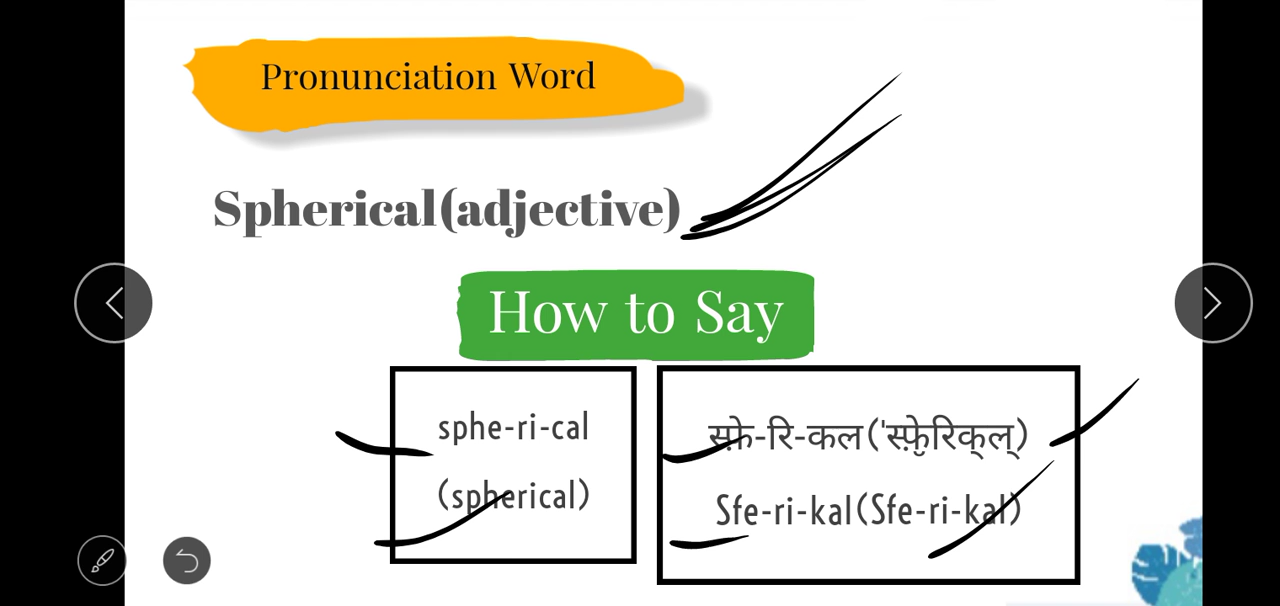 Pronunciation Word
Spherical(adjective)
How to Say
sphe-ri-cal
(spherical)
स्फ़े-रि-कल('स्फ़े़रिक्ल्)
Sfe-ri-kal(Sfe-ri-kal)